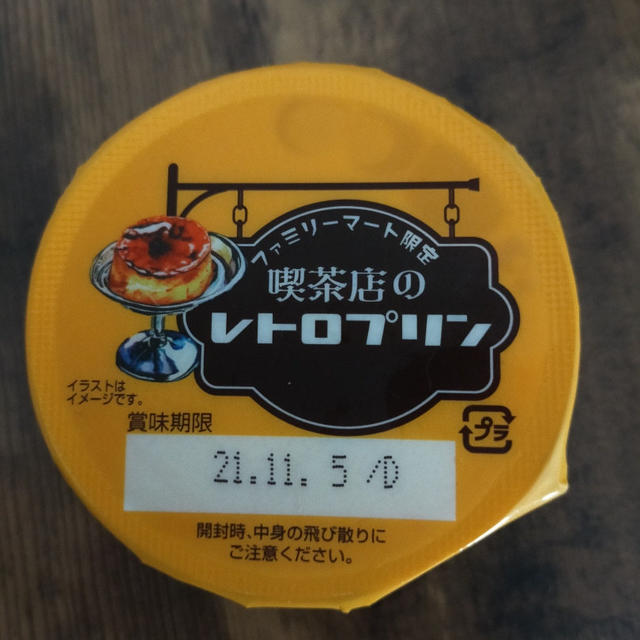 ファミリーマート限定
喫茶店の
レトロプリン
イラストは
イメージです。
賞味期限
プラ
21.11. 5 /D
開封時、中身の飛び散りに
ご注意ください。